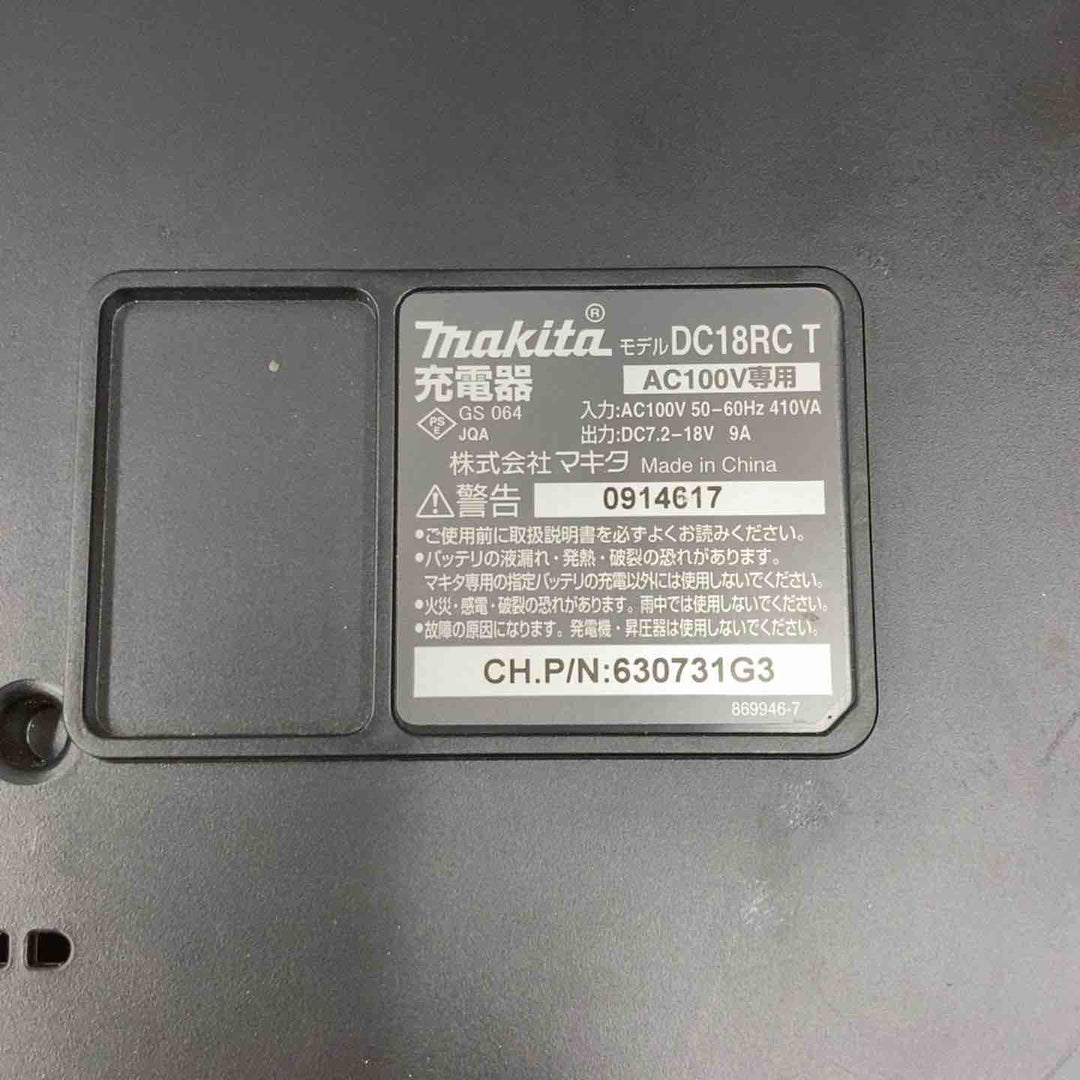 makita® モデル DC18RC T
充電器 AC100V専用
PSE GS 064 入力:AC100V 50-60Hz 410VA
JQA 出力:DC7.2-18V 9A
株式会社 マキタ Made in China
警告 0914617
•ご使用前に取扱説明書を必ずよくお読みください。
•バッテリの液漏れ・発熱・破裂の恐れがあります。
マキタ専用の指定バッテリの充電以外には使用しないでください。
•火災・感電・破裂の恐れがあります。雨中では使用しないでください。
•故障の原因になります。発電機・昇圧器は使用しないでください。
CH.P/N:630731G3
869946-7